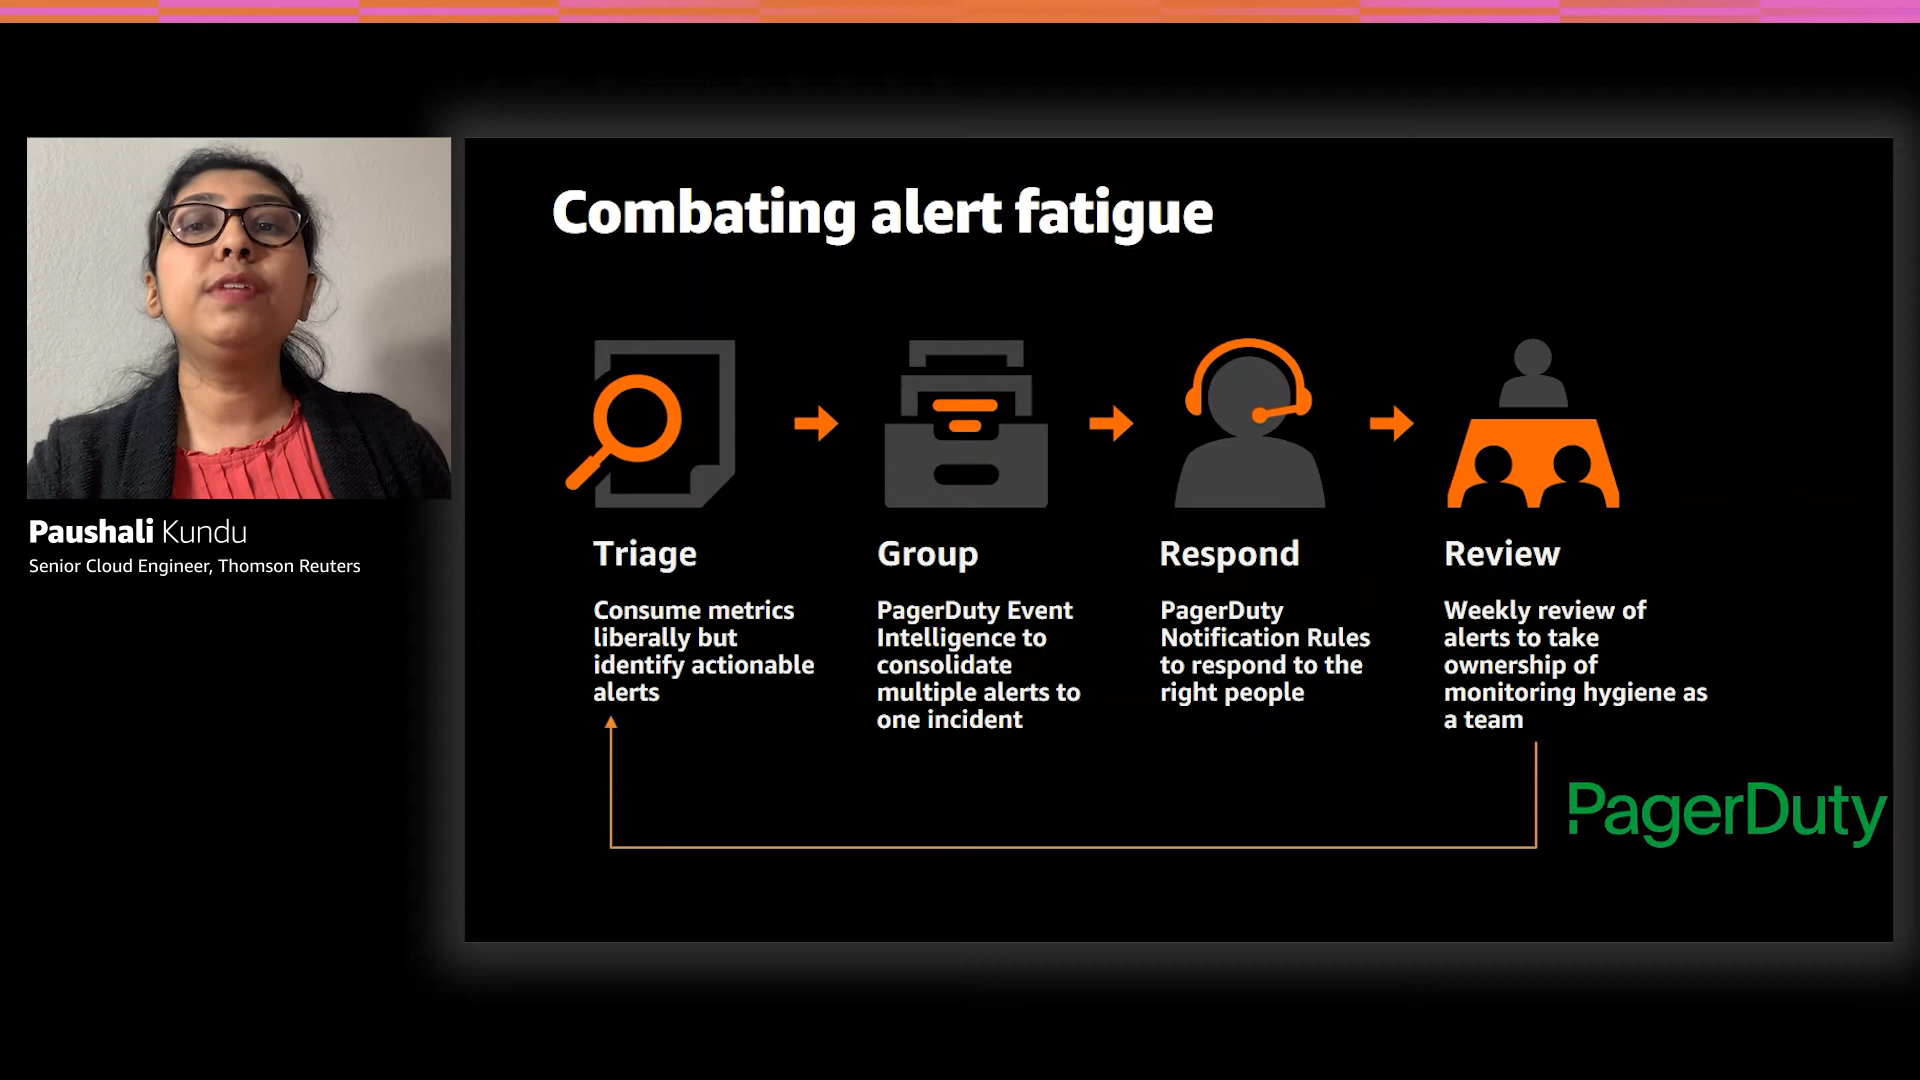 Combating alert fatigue
Paushali Kundu
Senior Cloud Engineer, Thomson Reuters
Triage
Consume metrics
liberally but
identify actionable
alerts
Group
PagerDuty Event
Intelligence to
consolidate
multiple alerts to
one incident
Respond
PagerDuty
Notification Rules
to respond to the
right people
Review
Weekly review of
alerts to take
ownership of
monitoring hygiene as
a team
PagerDuty